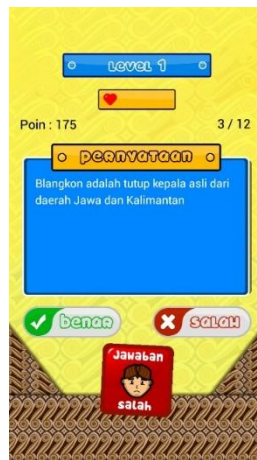 LEVEL 1
Poin : 175
3 / 12
PERNYATAAN
Blangkon adalah tutup kepala asli dari
daerah Jawa dan Kalimantan
BENAR
SALAH
Jawaban
salah